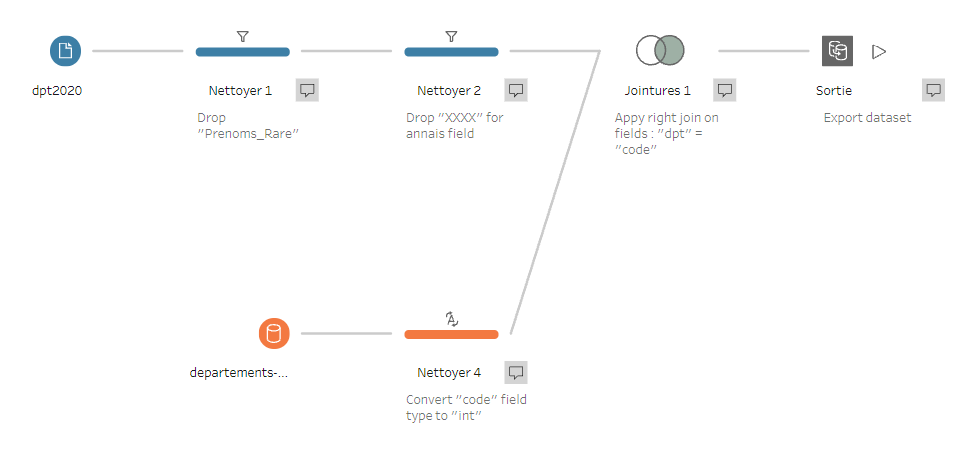 dpt2020
Nettoyer 1
Nettoyer 2
Jointures 1
Sortie
Drop
"Prenoms_Rare"
Drop "XXXX" for
annais field
Appy right join on
fields : "dpt" =
"code"
Export dataset
departements-...
Nettoyer 4
Convert "code" field
type to "int"